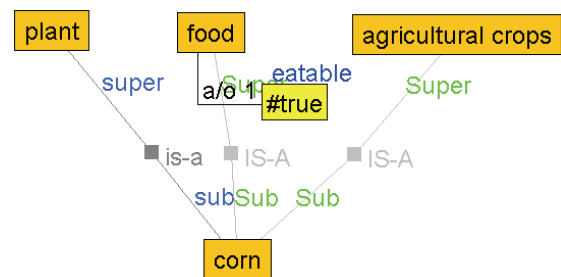 plant
food
agricultural crops
super
Super
eatable
Super
a/o 1
#true
is-a
IS-A
IS-A
sub
Sub
Sub
corn